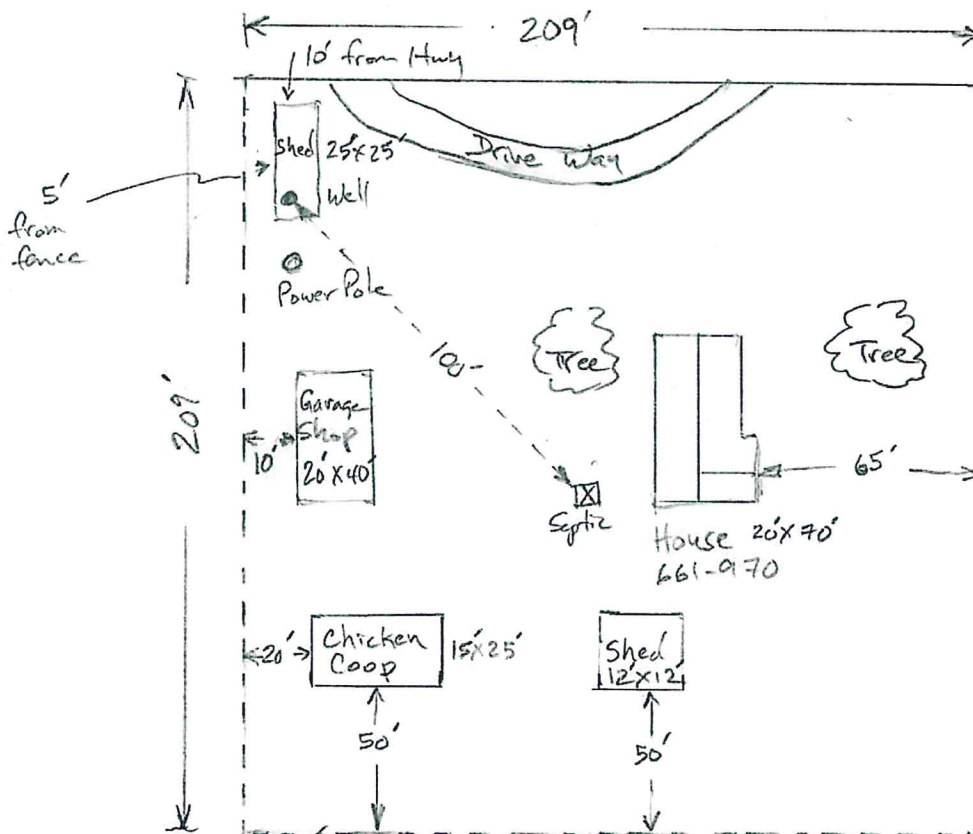 209'
10' from Hwy
Shed
25'X25'
Drive Way
5'
from
fence
Well
Power Pole
Tree
Tree
209'
Garage
Shop
20'X40'
10'
65'
Septic
House 20'X70'
661-970
20'
Chicken
Coop
15'X25'
Shed
12'X12'
50'
50'